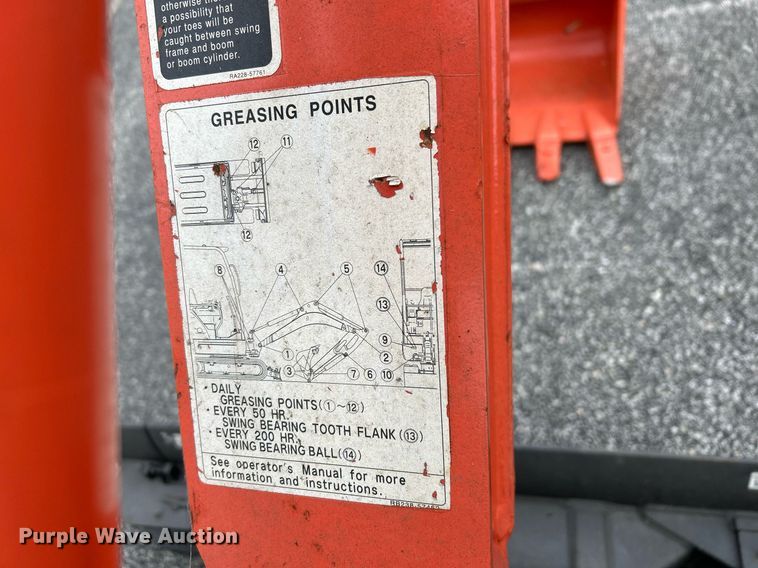 a possibility that
your toes will be
caught between swing
frame and boom
or boom cylinder.
RA228-57761
GREASING POINTS
12 11
12
8 4 5 14
13
9
1 2
3 7 6 10
· DAILY
GREASING POINTS(①~⑫)
· EVERY 50 HR.
SWING BEARING TOOTH FLANK(⑬)
· EVERY 200 HR.
SWING BEARING BALL(⑭)
See operator's Manual for more
information and instructions.
Purple Wave Auction